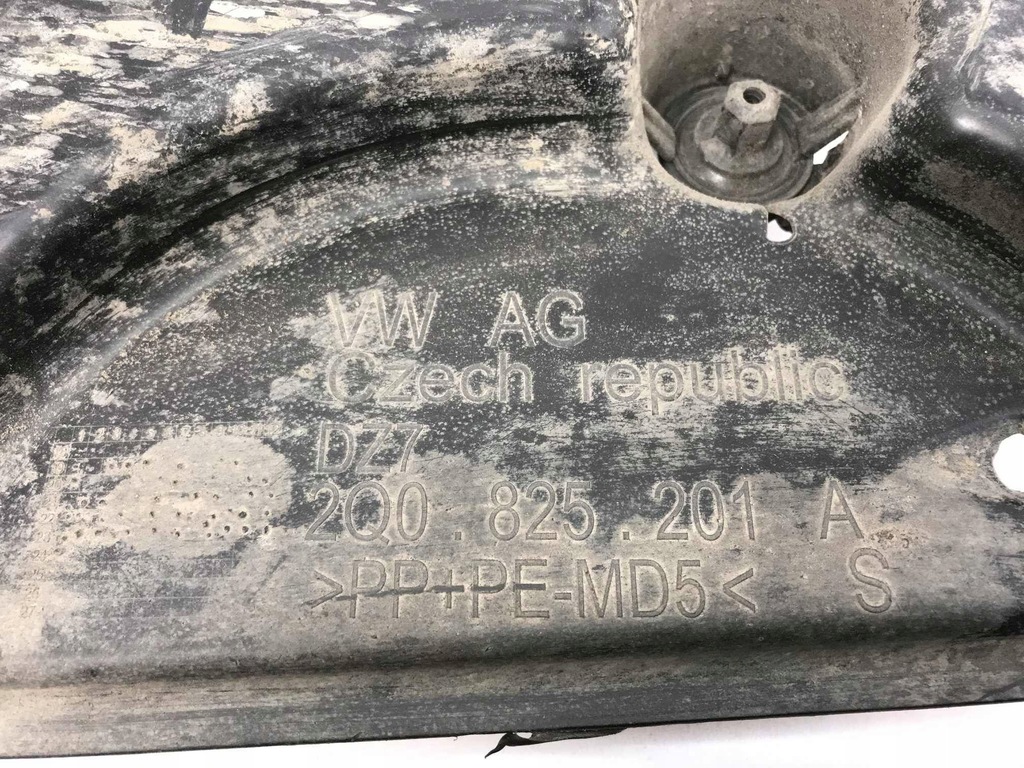 VW AG
Czech republic
DZ7
2Q0.825.201 A
>PP+PE-MD5< S